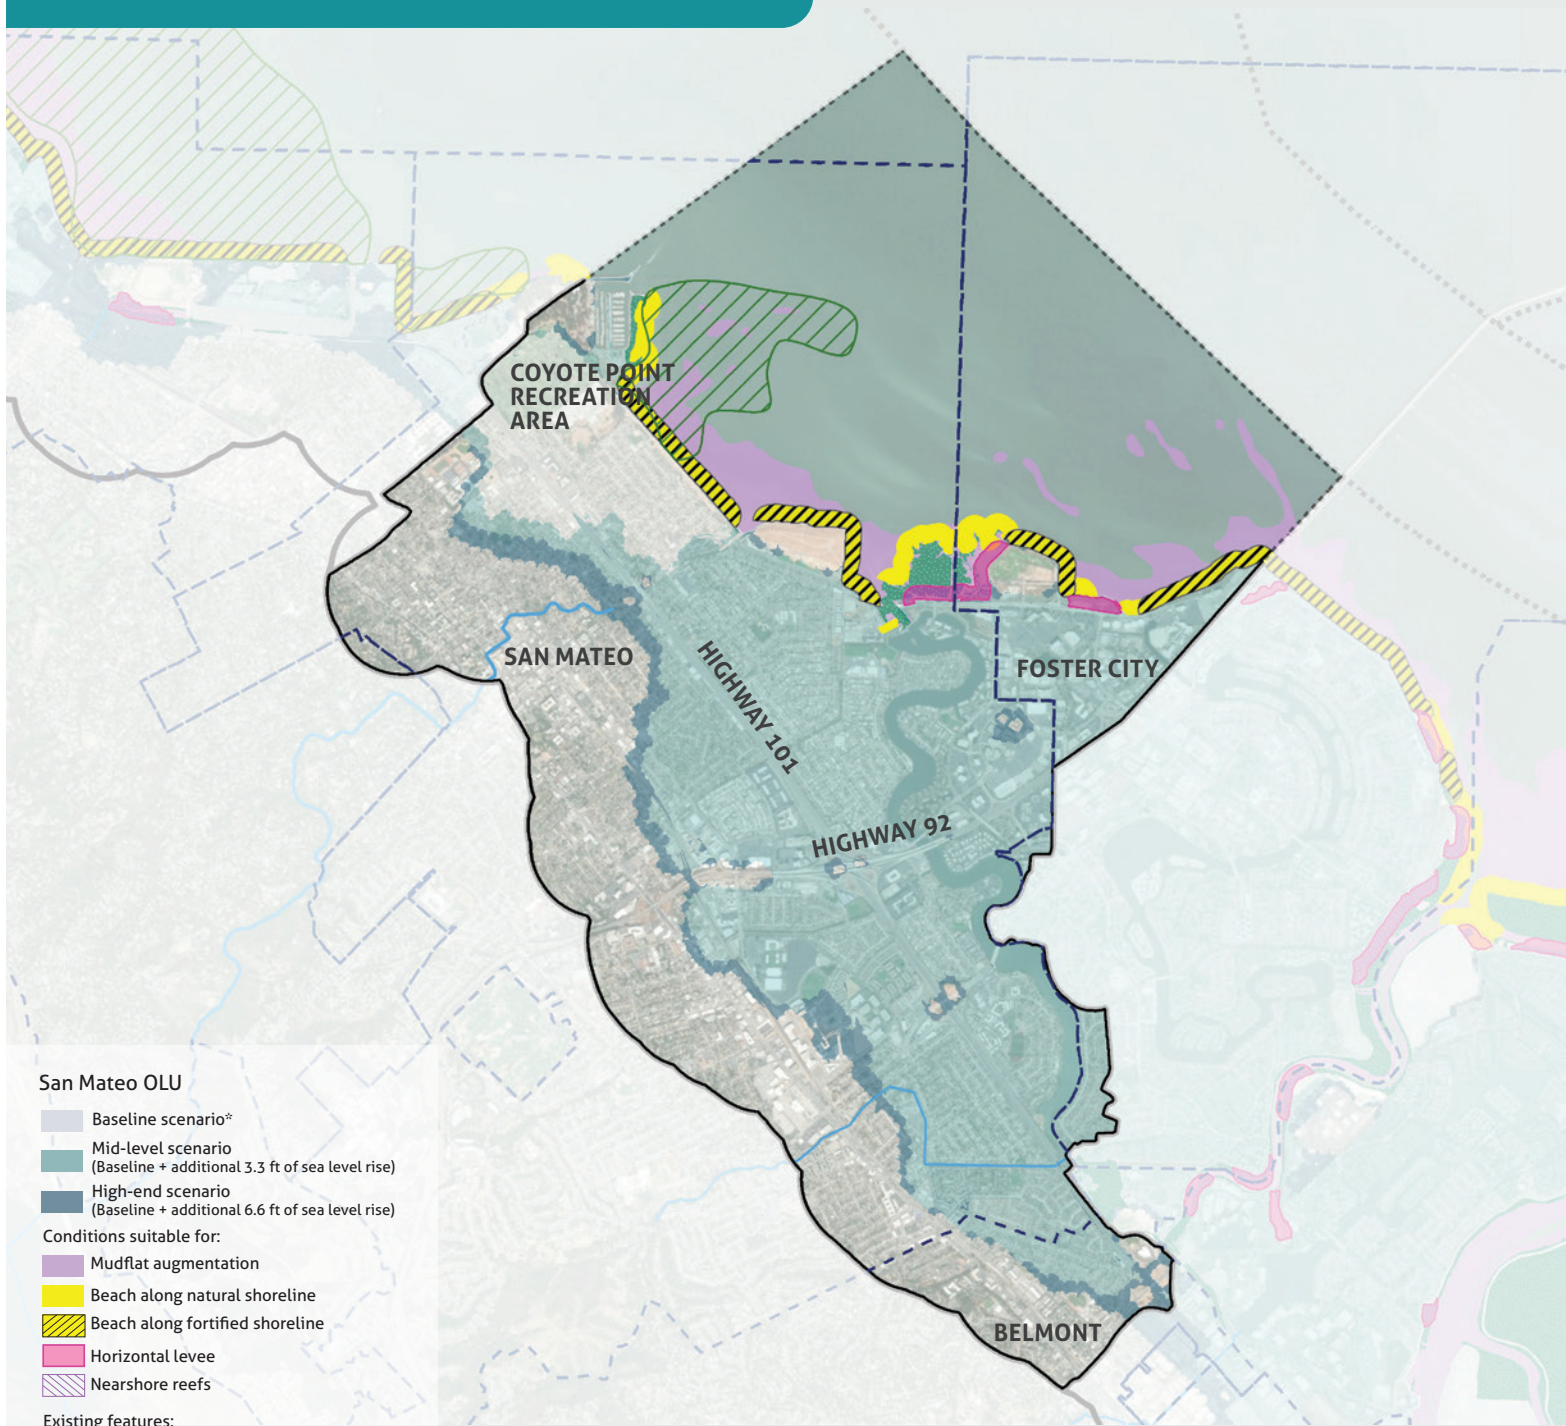 COYOTE POINT
RECREATION
AREA
SAN MATEO
HIGHWAY 101
FOSTER CITY
HIGHWAY 92
BELMONT
San Mateo OLU
Baseline scenario*
Mid-level scenario
(Baseline + additional 3.3 ft of sea level rise)
High-end scenario
(Baseline + additional 6.6 ft of sea level rise)
Conditions suitable for:
Mudflat augmentation
Beach along natural shoreline
Beach along fortified shoreline
Horizontal levee
Nearshore reefs
Existing features: